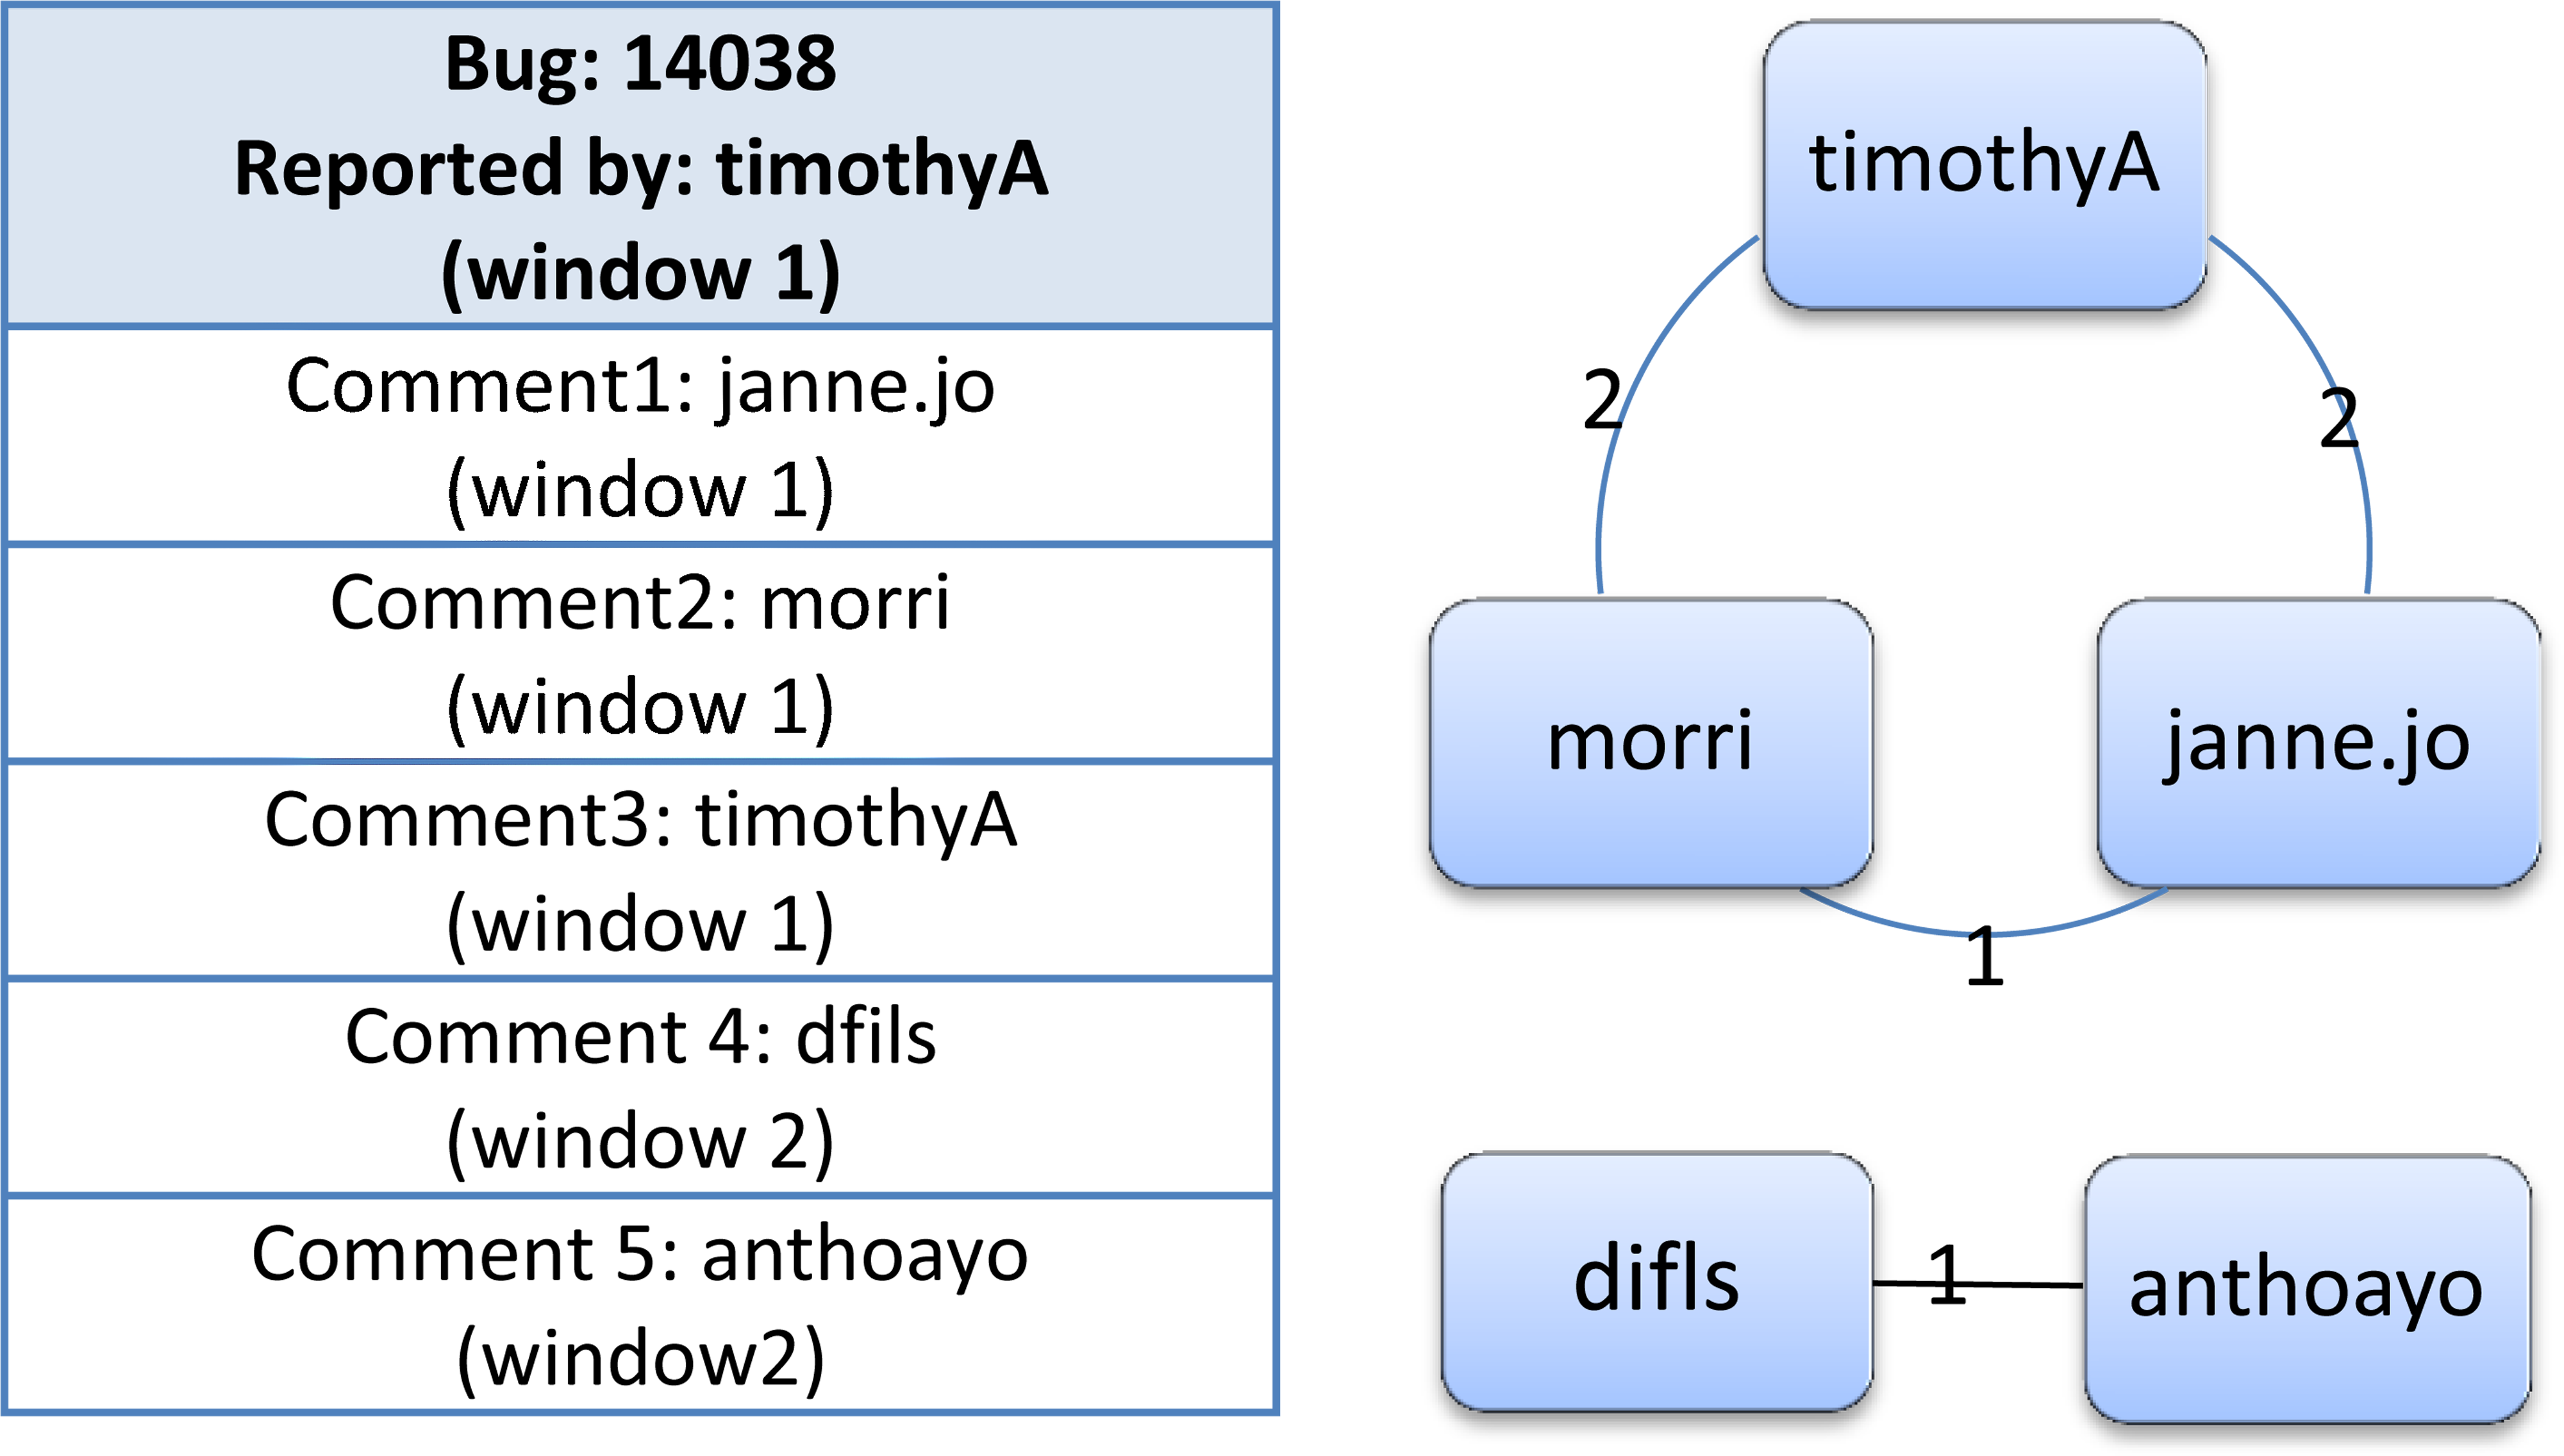 Bug: 14038
Reported by: timothyA
(window 1)
Comment1: janne.jo
(window 1)
Comment2: morri
(window 1)
Comment3: timothyA
(window 1)
Comment 4: dfils
(window 2)
Comment 5: anthoayo
(window2)
timothyA
2
2
morri
janne.jo
1
difls
1
anthoayo